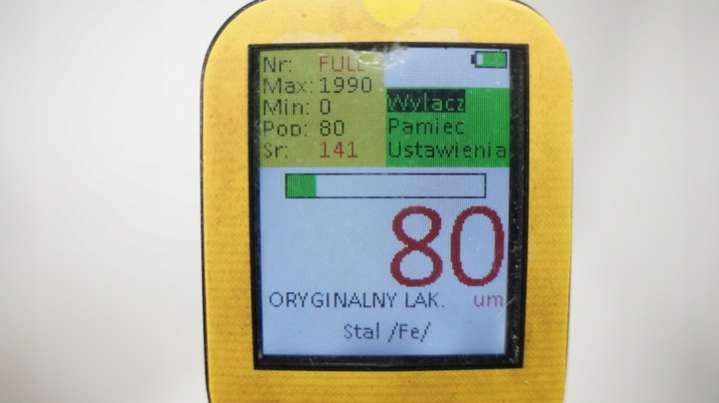 Nr: FULL
Max: 1990
Min: 0
Pop: 80
Sr: 141
Wylacz
Pamiec
Ustawienia
80
ORYGINALNY LAK. um
Stal /Fe/